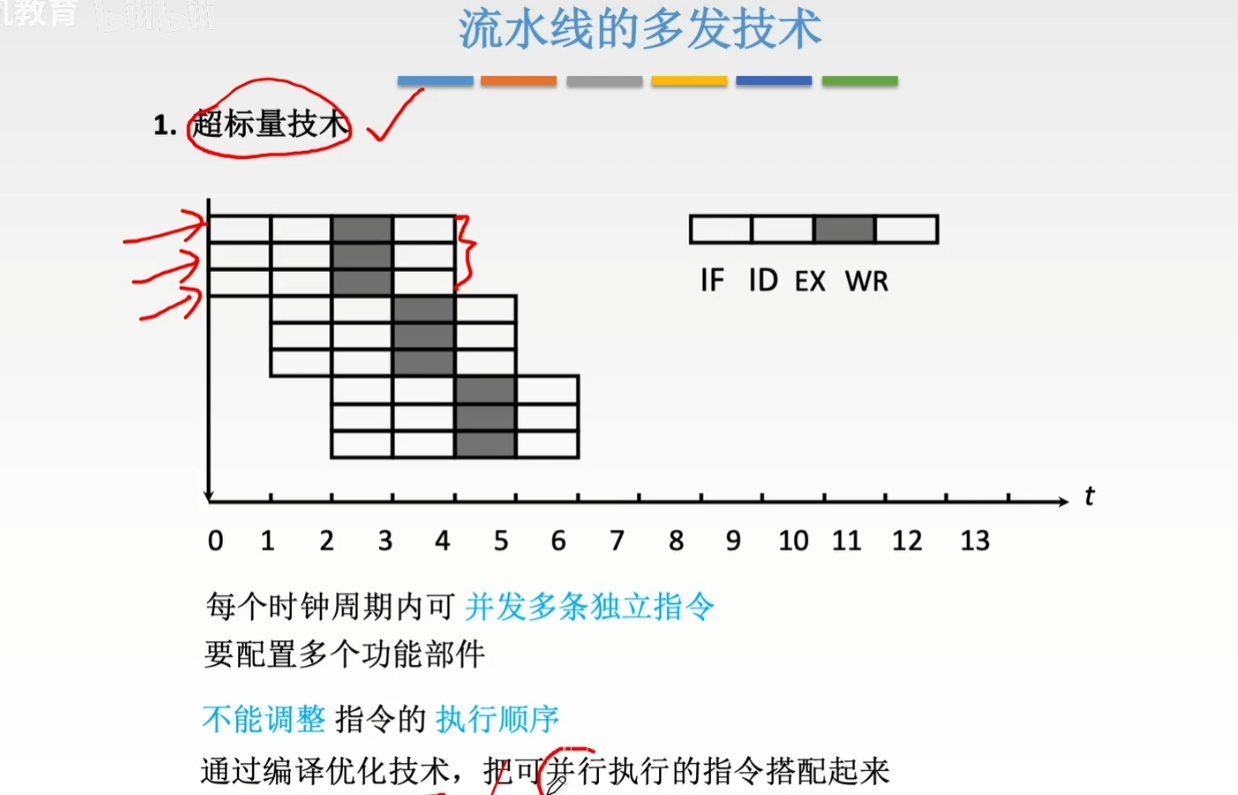 机教育 bilibili
流水线的多发技术
1. 超标量技术
IF ID EX WR
t
0 1 2 3 4 5 6 7 8 9 10 11 12 13
每个时钟周期内可 并发多条独立指令
要配置多个功能部件
不能调整 指令的 执行顺序
通过编译优化技术，把可并行执行的指令搭配起来